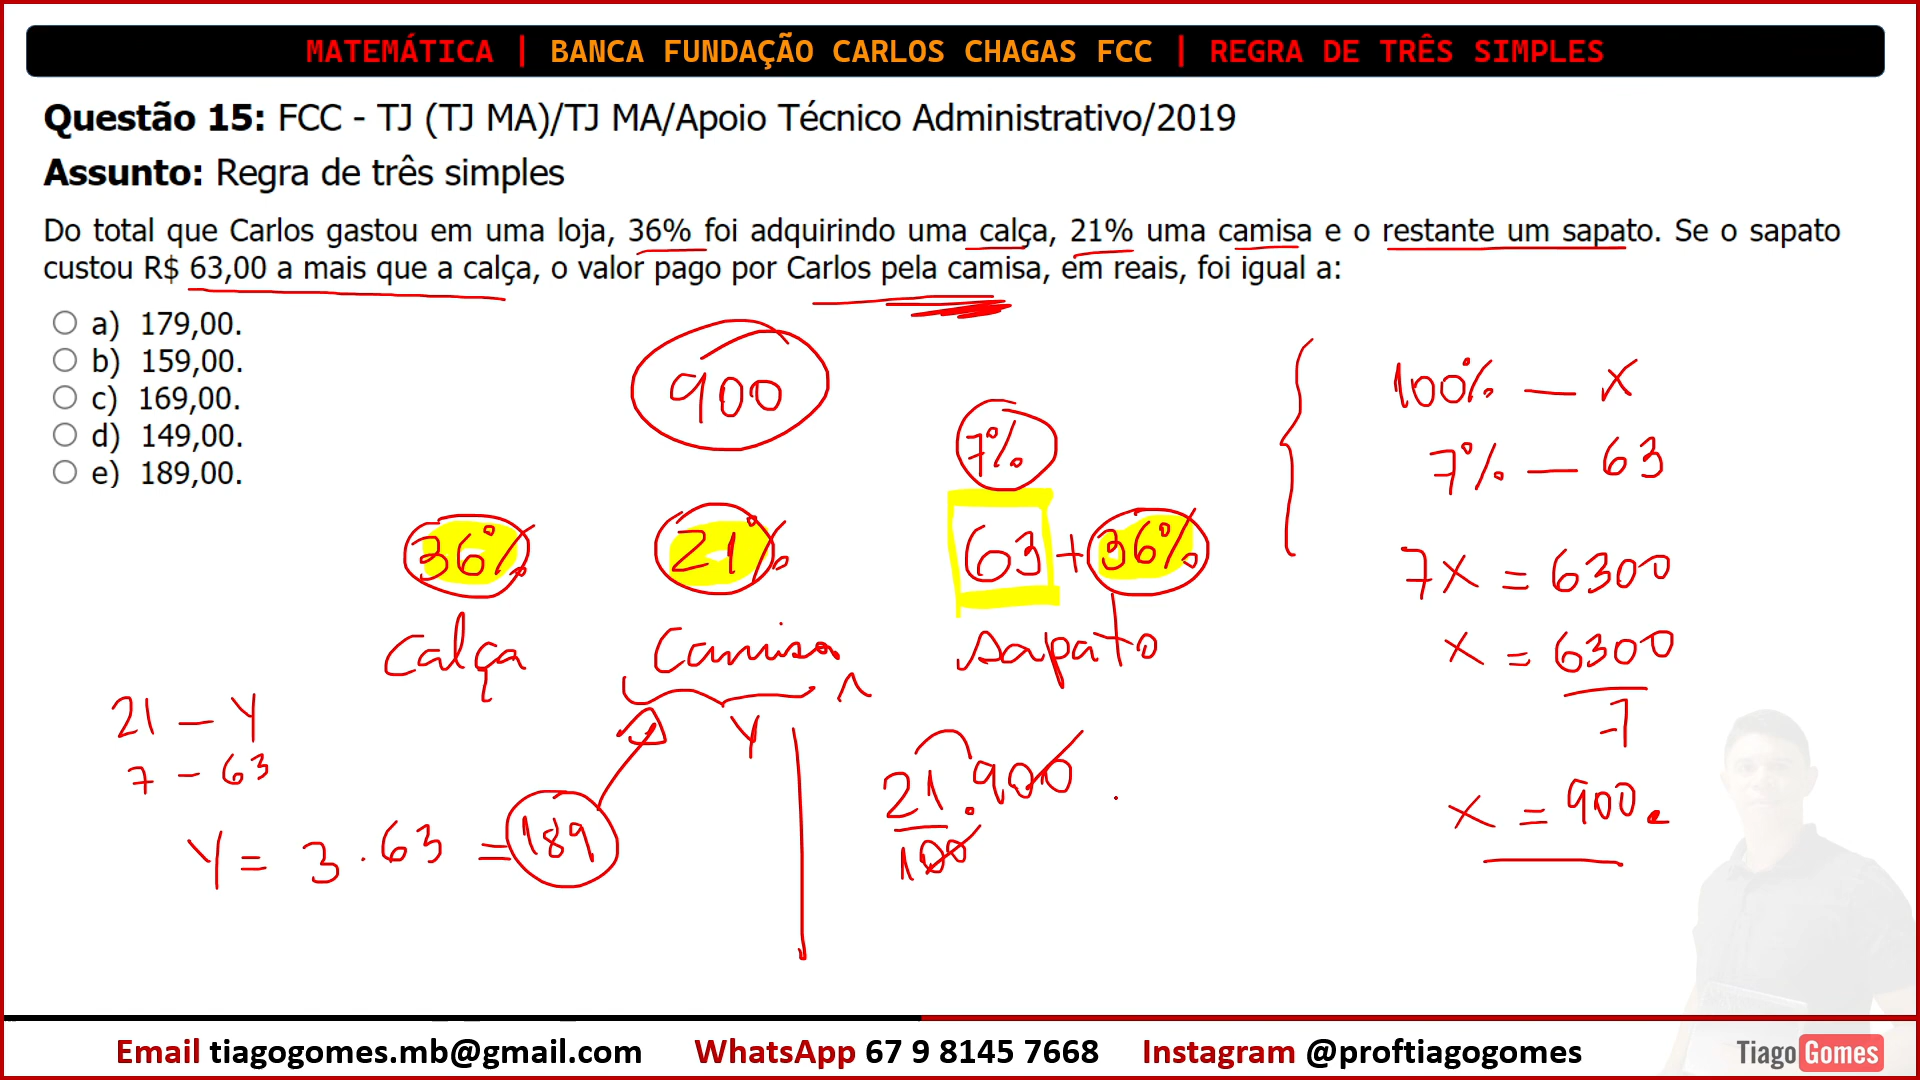 MATEMÁTICA | BANCA FUNDAÇÃO CARLOS CHAGAS FCC | REGRA DE TRÊS SIMPLES
Questão 15: FCC - TJ (TJ MA)/TJ MA/Apoio Técnico Administrativo/2019
Assunto: Regra de três simples
Do total que Carlos gastou em uma loja, 36% foi adquirindo uma calça, 21% uma camisa e o restante um sapato. Se o sapato
custou R$ 63,00 a mais que a calça, o valor pago por Carlos pela camisa, em reais, foi igual a:
a) 179,00.
b) 159,00.
c) 169,00.
d) 149,00.
e) 189,00.
900
7%
36%
21%
63 + 36%
Calça
Camisa
Sapato
Y
100% — x
7% — 63
7x = 6300
x = 6300
7
x = 900
21 — Y
7 — 63
Y = 3 . 63 = 189
21 . 900
100
Email tiagogomes.mb@gmail.com WhatsApp 67 9 8145 7668 Instagram @proftiagogomes
Tiago Gomes